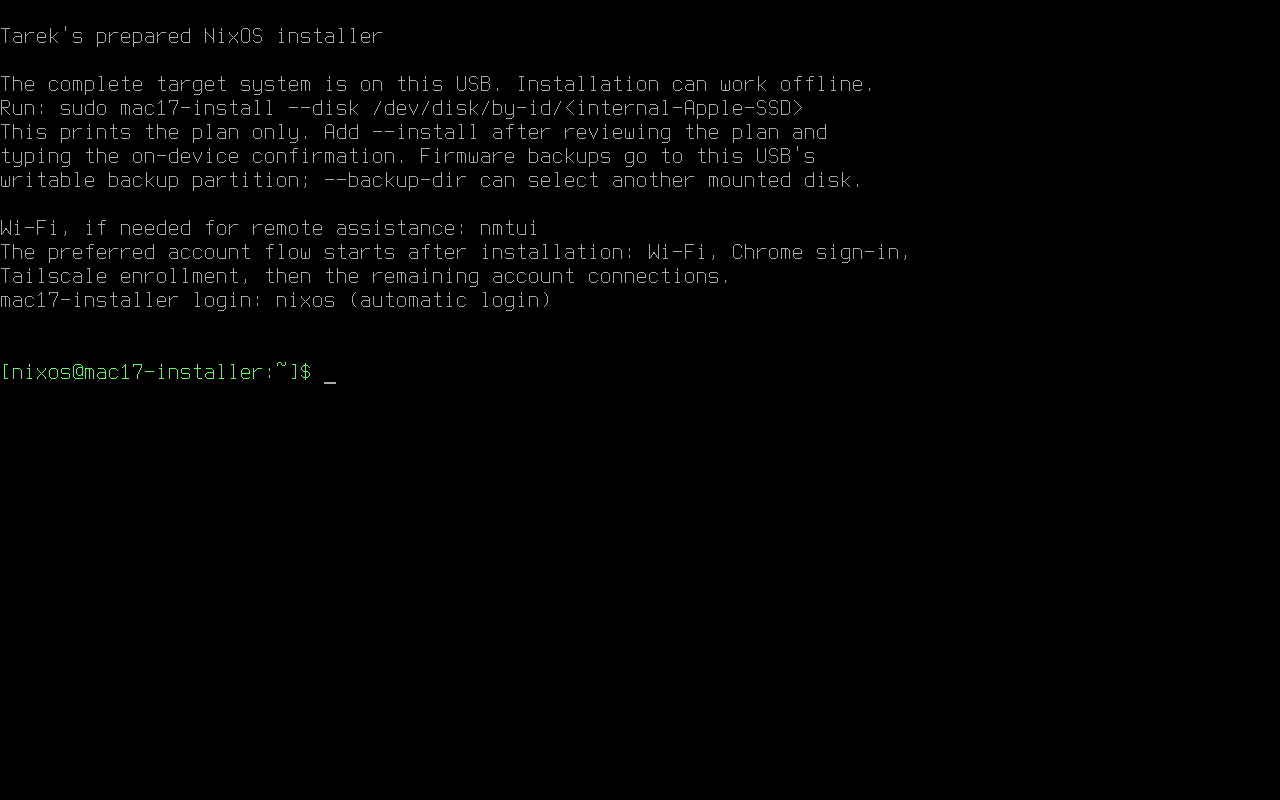 Tarek's prepared NixOS installer
The complete target system is on this USB. Installation can work offline.
Run: sudo mac17-install --disk /dev/disk/by-id/<internal-Apple-SSD>
This prints the plan only. Add --install after reviewing the plan and
typing the on-device confirmation. Firmware backups go to this USB's
writable backup partition; --backup-dir can select another mounted disk.
Wi-Fi, if needed for remote assistance: nmtui
The preferred account flow starts after installation: Wi-Fi, Chrome sign-in,
Tailscale enrollment, then the remaining account connections.
mac17-installer login: nixos (automatic login)
[nixos@mac17-installer:~]$ _